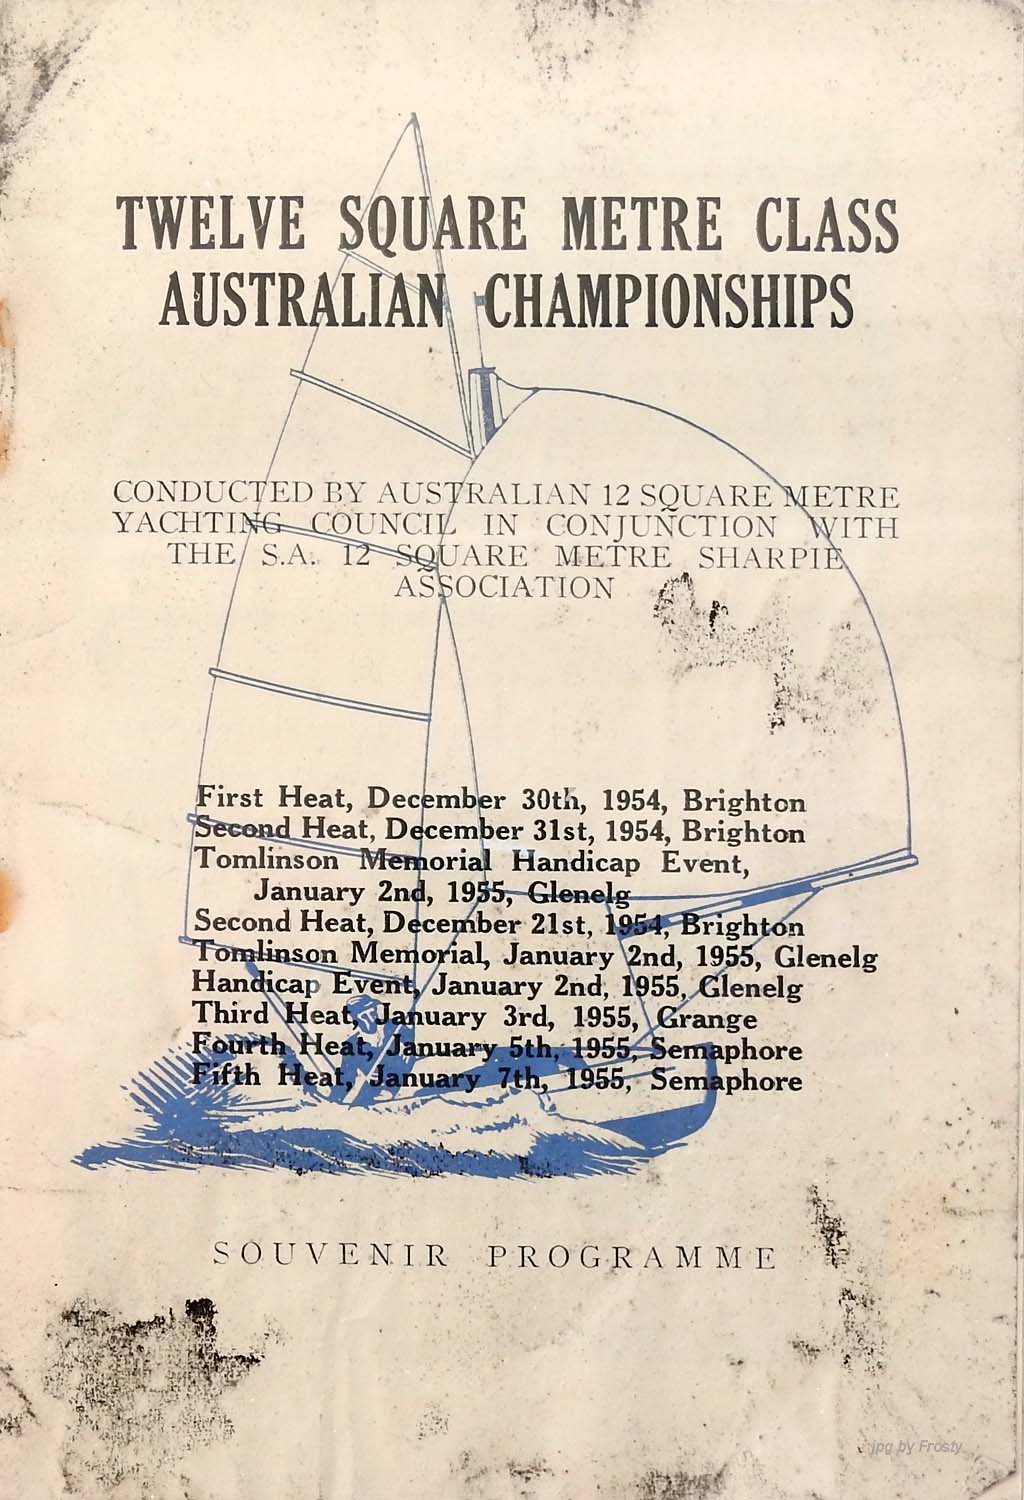 TWELVE SQUARE METRE CLASS
AUSTRALIAN CHAMPIONSHIPS
CONDUCTED BY AUSTRALIAN 12 SQUARE METRE
YACHTING COUNCIL IN CONJUNCTION WITH
THE S.A. 12 SQUARE METRE SHARPIE
ASSOCIATION
First Heat, December 30th, 1954, Brighton
Second Heat, December 31st, 1954, Brighton
Tomlinson Memorial Handicap Event,
January 2nd, 1955, Glenelg
Second Heat, December 21st, 1954, Brighton
Tomlinson Memorial, January 2nd, 1955, Glenelg
Handicap Event, January 2nd, 1955, Glenelg
Third Heat, January 3rd, 1955, Grange
Fourth Heat, January 5th, 1955, Semaphore
Fifth Heat, January 7th, 1955, Semaphore
SOUVENIR PROGRAMME
jpg by Frosty